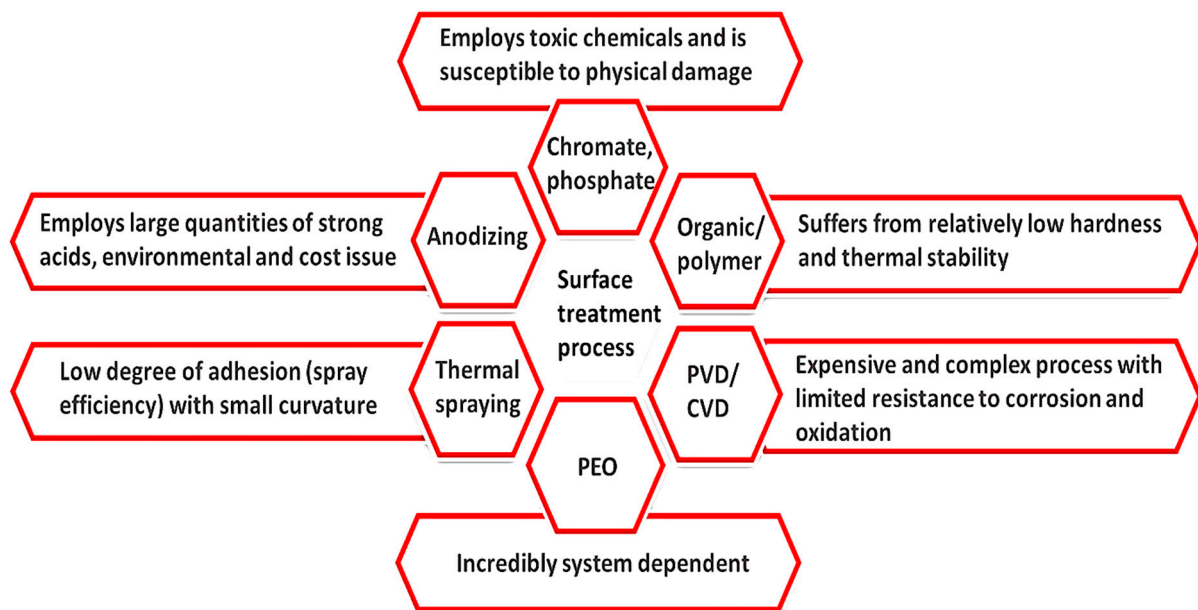 Employs toxic chemicals and is
susceptible to physical damage
Chromate,
phosphate
Employs large quantities of strong
acids, environmental and cost issue
Anodizing
Organic/
polymer
Suffers from relatively low hardness
and thermal stability
Surface
treatment
process
Low degree of adhesion (spray
efficiency) with small curvature
Thermal
spraying
PVD/
CVD
Expensive and complex process with
limited resistance to corrosion and
oxidation
PEO
Incredibly system dependent